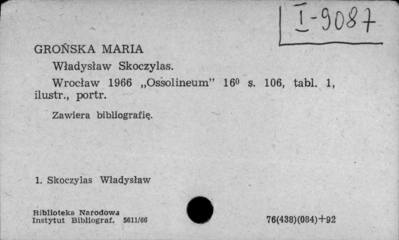 I-9087
GROŃSKA MARIA
Władysław Skoczylas.
Wrocław 1966 „Ossolineum" 16⁰ s. 106, tabl. 1,
ilustr., portr.
Zawiera bibliografię.
1. Skoczylas Władysław
Biblioteka Narodowa
Instytut Bibliograf. 5611/66
76(438)(084)+92